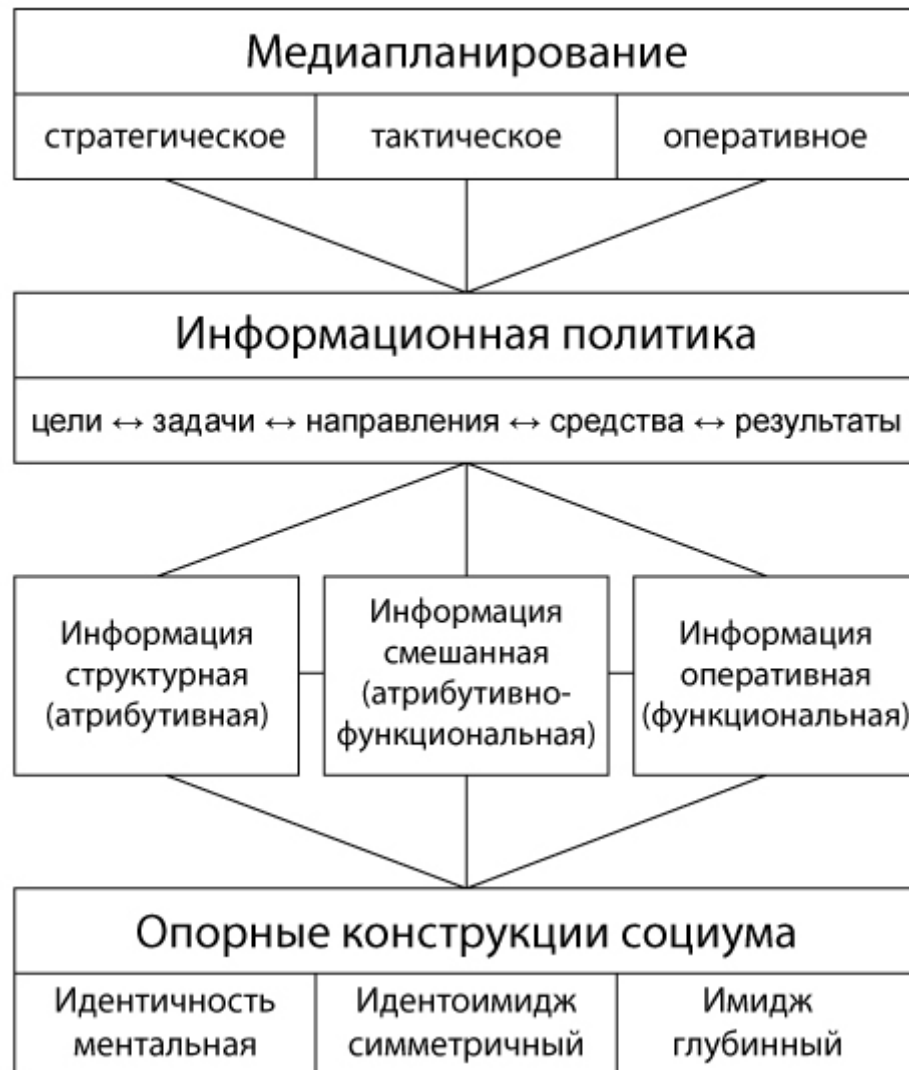 Медиапланирование
стратегическое тактическое оперативное
Информационная политика
цели ↔ задачи ↔ направления ↔ средства ↔ результаты
Информация
структурная
(атрибутивная)
Информация
смешанная
(атрибутивно-
функциональная)
Информация
оперативная
(функциональная)
Опорные конструкции социума
Идентичность
ментальная
Идентоимидж
симметричный
Имидж
глубинный